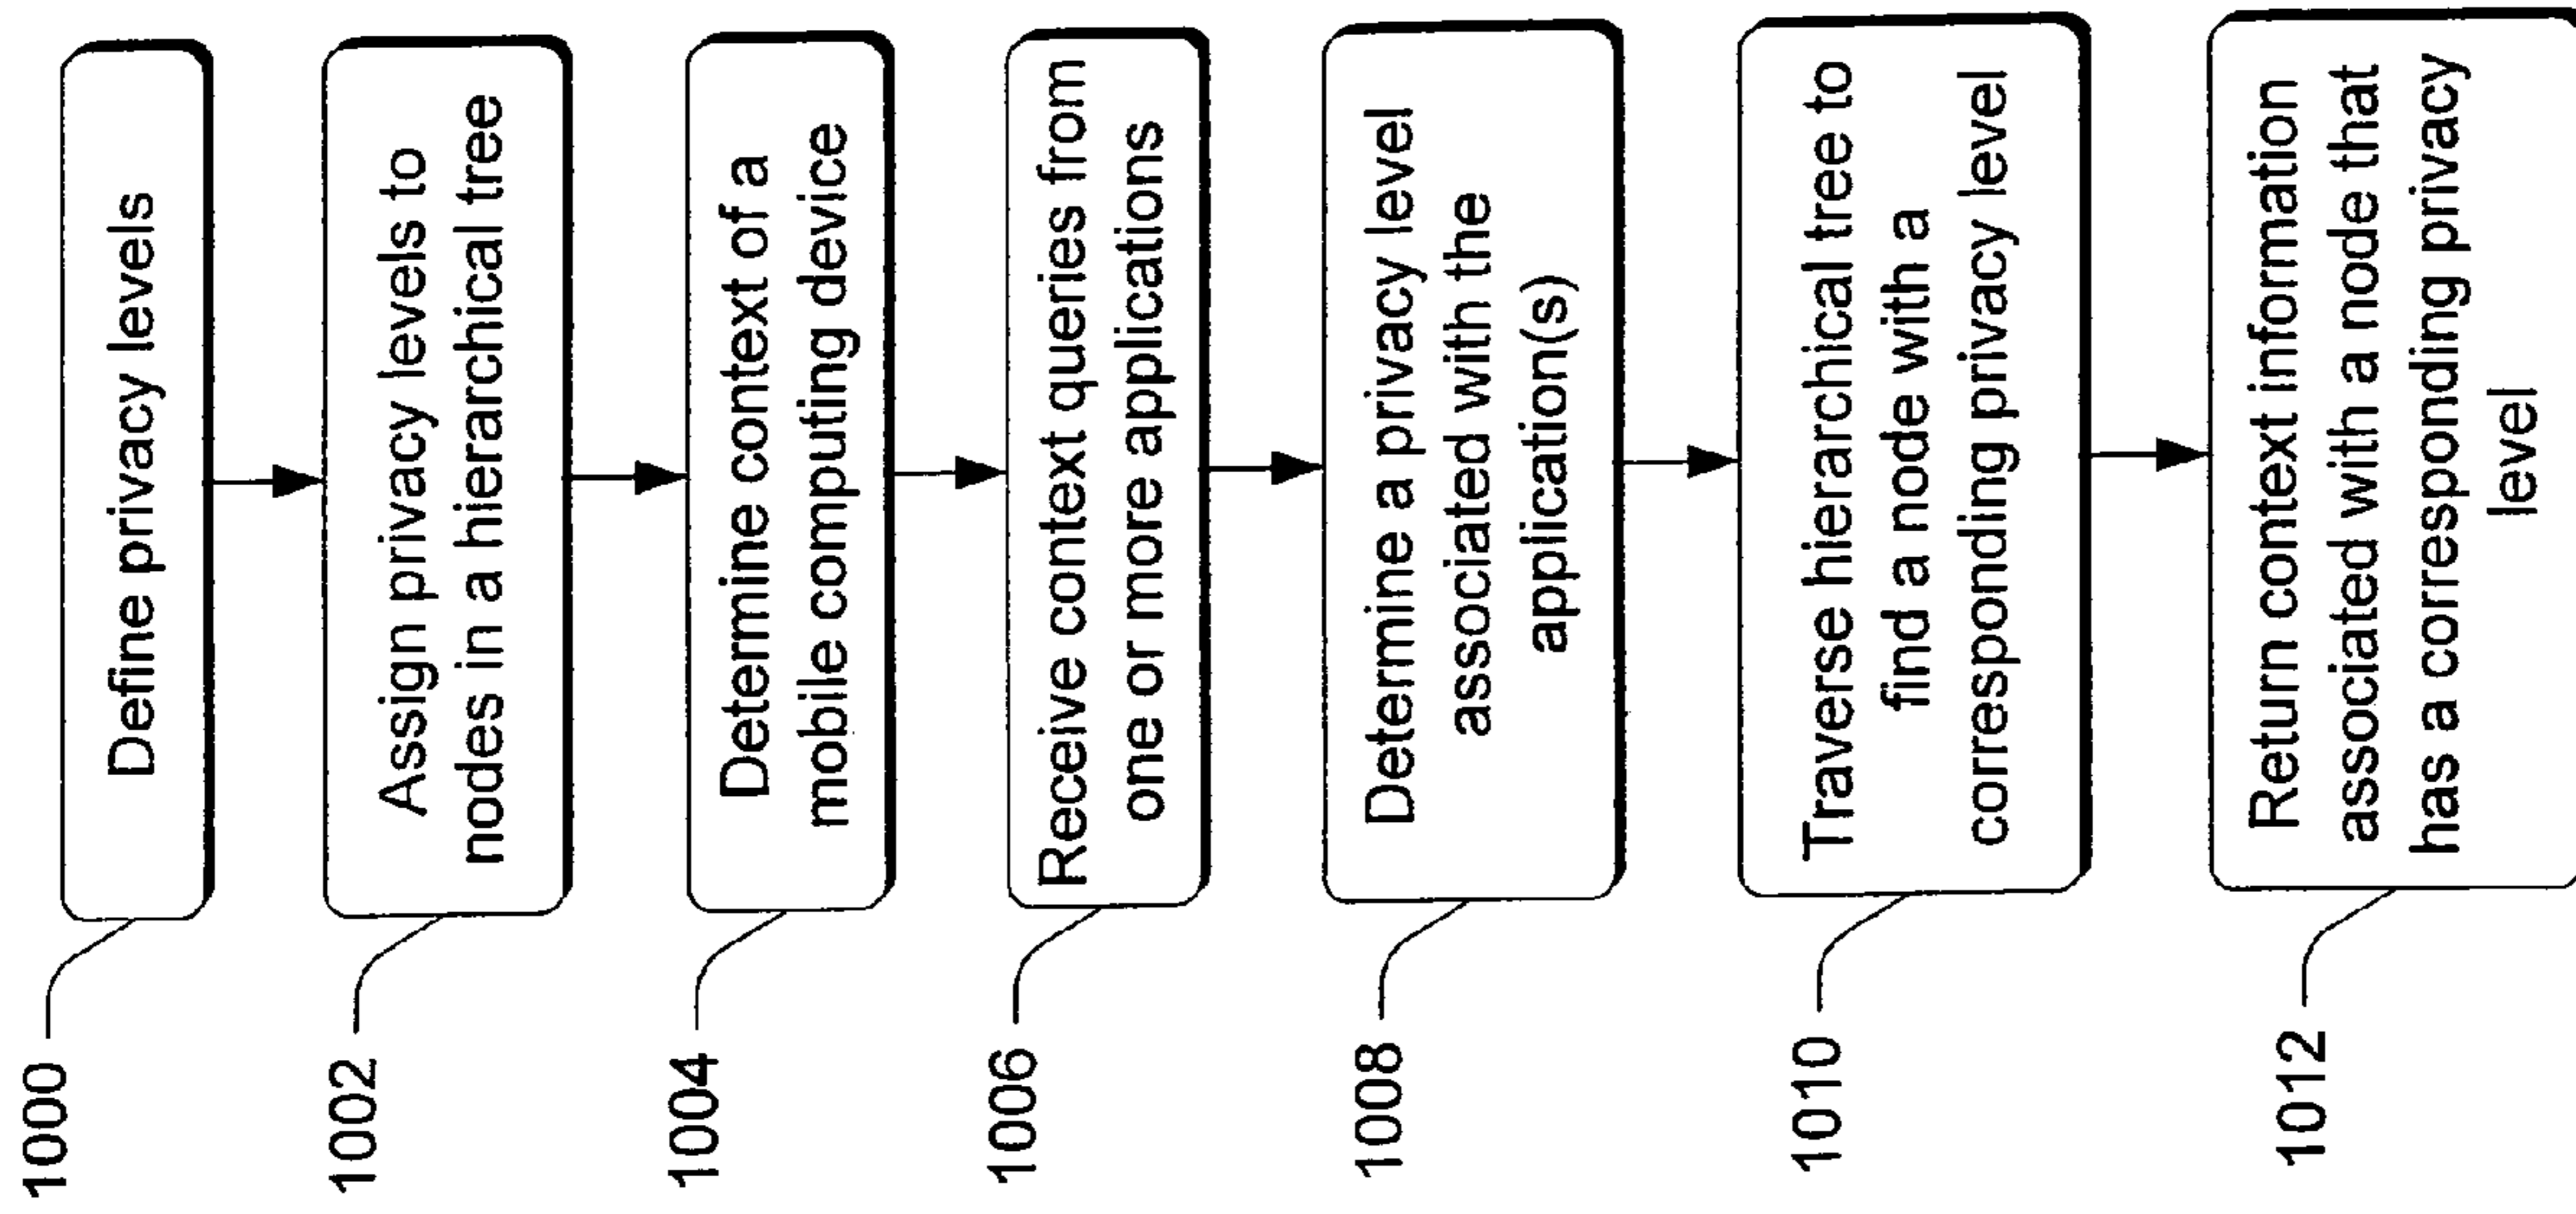 1000
Define privacy levels
1002
Assign privacy levels to
nodes in a hierarchical tree
1004
Determine context of a
mobile computing device
1006
Receive context queries from
one or more applications
1008
Determine a privacy level
associated with the
application(s)
1010
Traverse hierarchical tree to
find a node with a
corresponding privacy level
1012
Return context information
associated with a node that
has a corresponding privacy
level